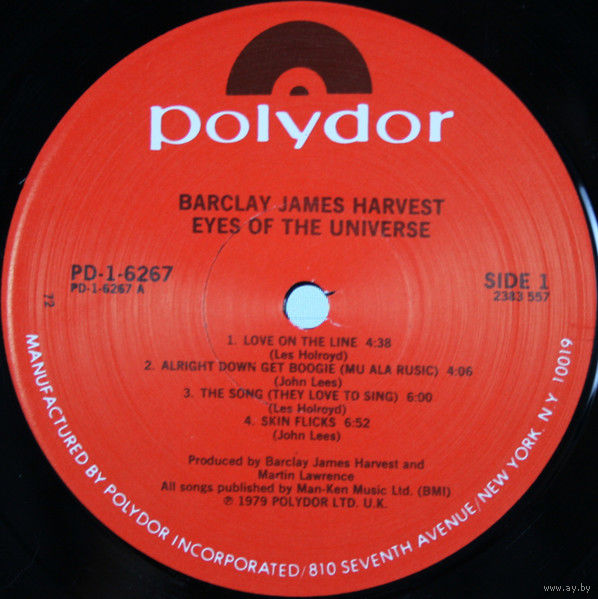 polydor
BARCLAY JAMES HARVEST
EYES OF THE UNIVERSE
PD-1-6267
PD-1-6267 A
72
SIDE 1
2383 557
1. LOVE ON THE LINE 4:38
(Les Holroyd)
2. ALRIGHT DOWN GET BOOGIE (MU ALA RUSIC) 4:06
(John Lees)
3. THE SONG (THEY LOVE TO SING) 6:00
(Les Holroyd)
4. SKIN FLICKS 6:52
(John Lees)
Produced by Barclay James Harvest and
Martin Lawrence
All songs published by Man-Ken Music Ltd. (BMI)
℗ 1979 POLYDOR LTD. U.K.
MANUFACTURED BY POLYDOR INCORPORATED/810 SEVENTH AVENUE/NEW YORK. N.Y 10019
www.ay.by